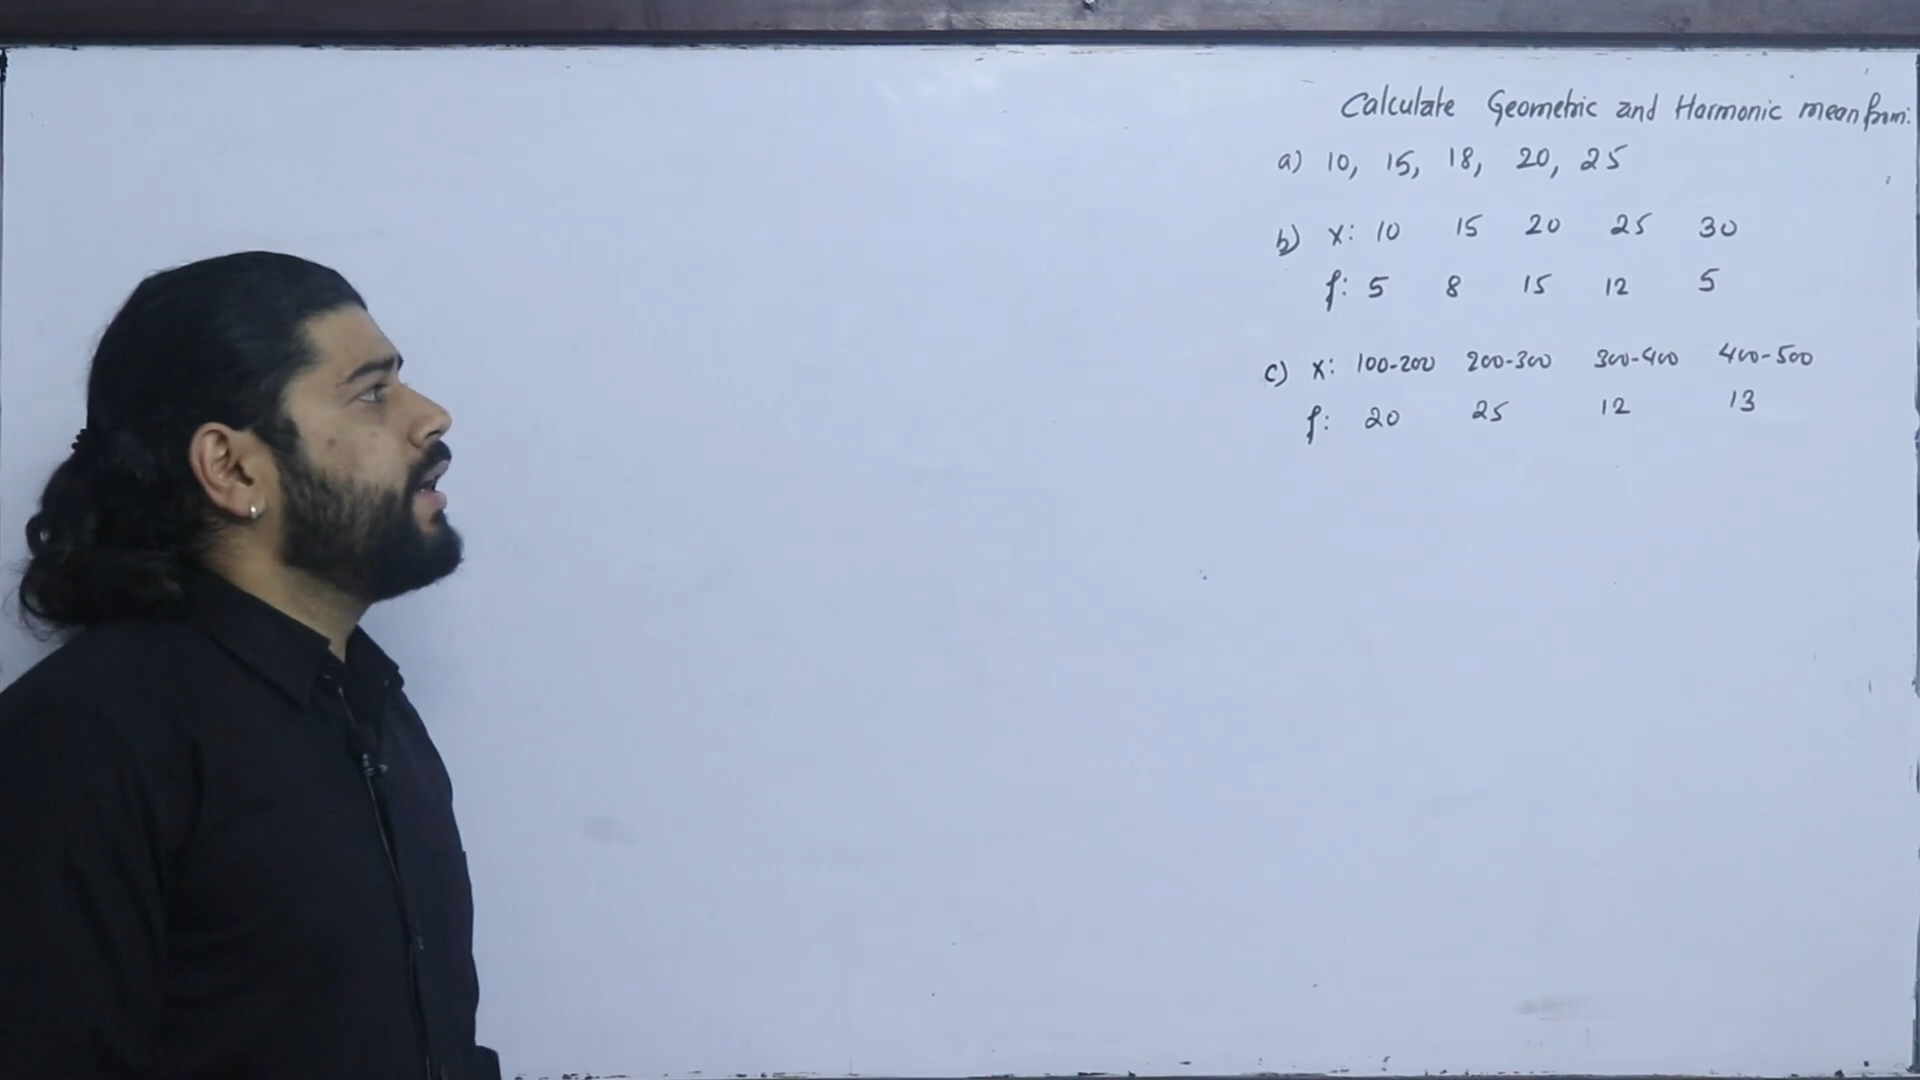 Calculate Geometric and Harmonic mean from:
a) 10, 15, 18, 20, 25
b) x: 10 15 20 25 30
f: 5 8 15 12 5
c) x: 100-200 200-300 300-400 400-500
f: 20 25 12 13